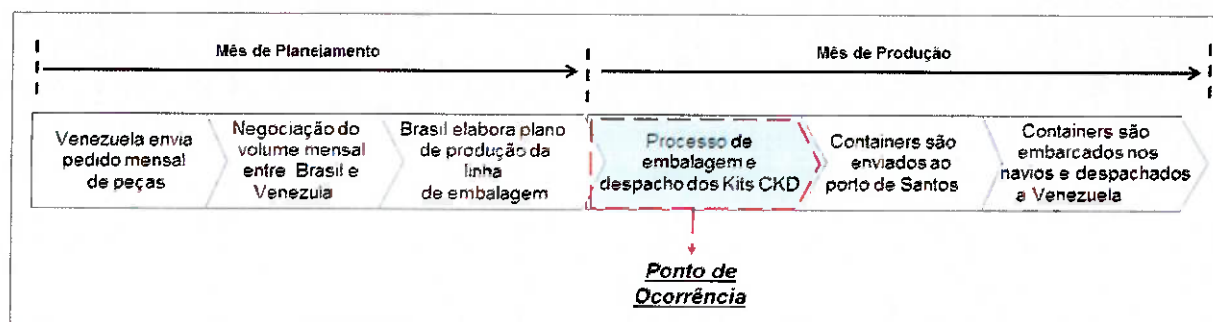 Mês de Planejamento
Mês de Produção
Venezuela envia
pedido mensal
de peças
Negociação do
volume mensal
entre Brasil e
Venezuia
Brasil elabora plano
de produção da
linha
de embalagem
Processo de
embalagem e
despacho dos Kits CKD
Containers são
enviados ao
porto de Santos
Containers são
embarcados nos
navios e despachados
a Venezuela
Ponto de
Ocorrência